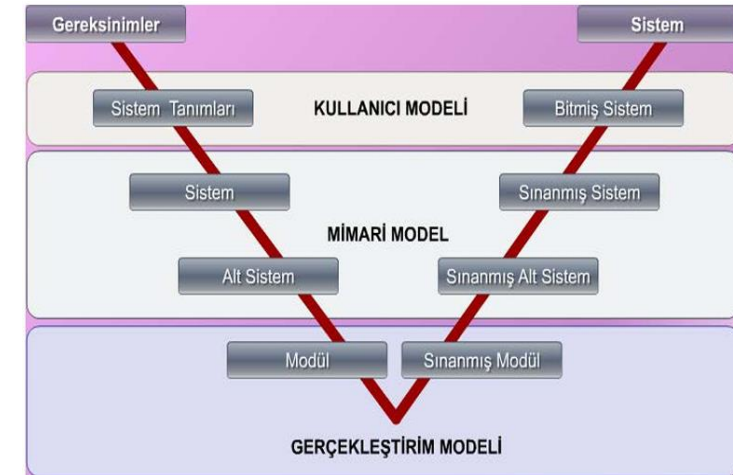 Gereksinimler
Sistem
Sistem Tanımları
KULLANICI MODELİ
Bitmiş Sistem
Sistem
Sınanmış Sistem
MİMARİ MODEL
Alt Sistem
Sınanmış Alt Sistem
Modül
Sınanmış Modül
GERÇEKLEŞTİRİM MODELİ